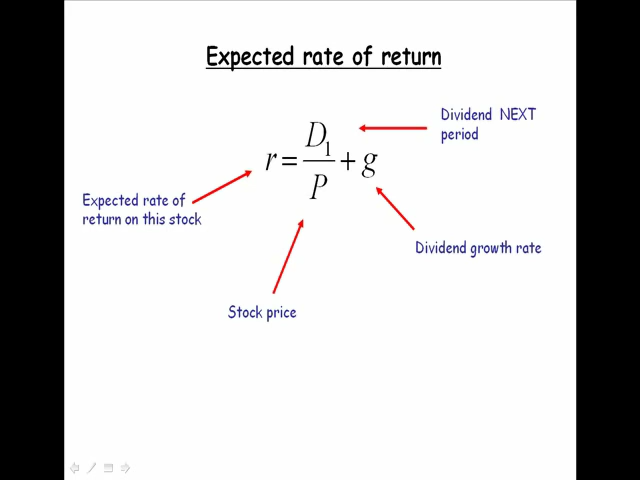 Expected rate of return
Dividend NEXT
period
r = D₁/P + g
Expected rate of
return on this stock
Dividend growth rate
Stock price